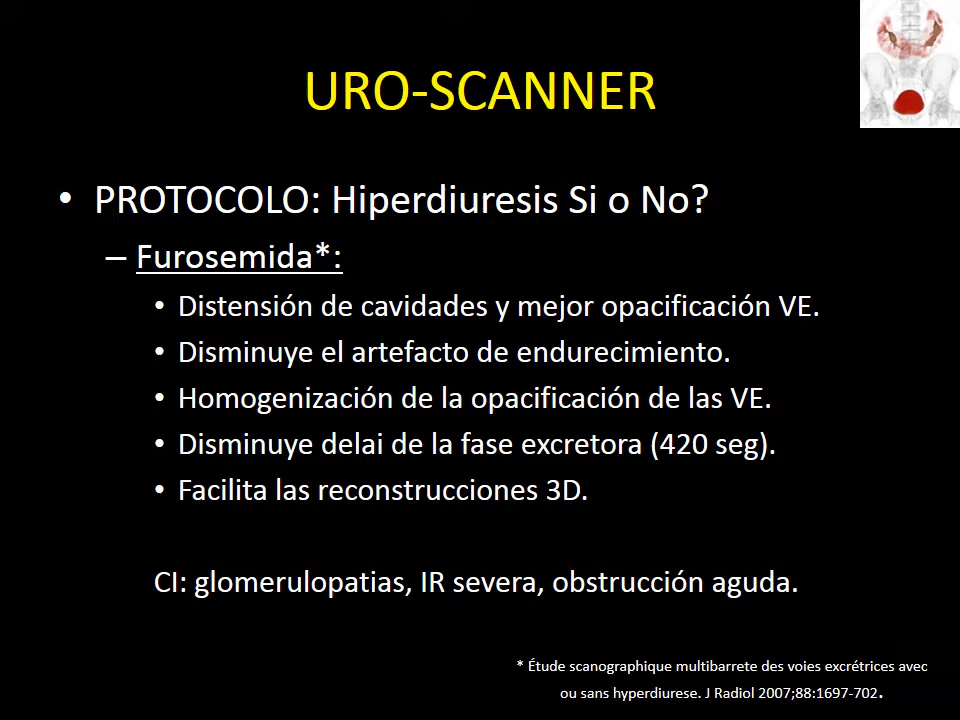 URO-SCANNER
• PROTOCOLO: Hiperdiuresis Si o No?
– Furosemida*:
• Distensión de cavidades y mejor opacificación VE.
• Disminuye el artefacto de endurecimiento.
• Homogenización de la opacificación de las VE.
• Disminuye delai de la fase excretora (420 seg).
• Facilita las reconstrucciones 3D.
CI: glomerulopatias, IR severa, obstrucción aguda.
* Étude scanographique multibarrete des voies excrétrices avec
ou sans hyperdiurese. J Radiol 2007;88:1697-702.